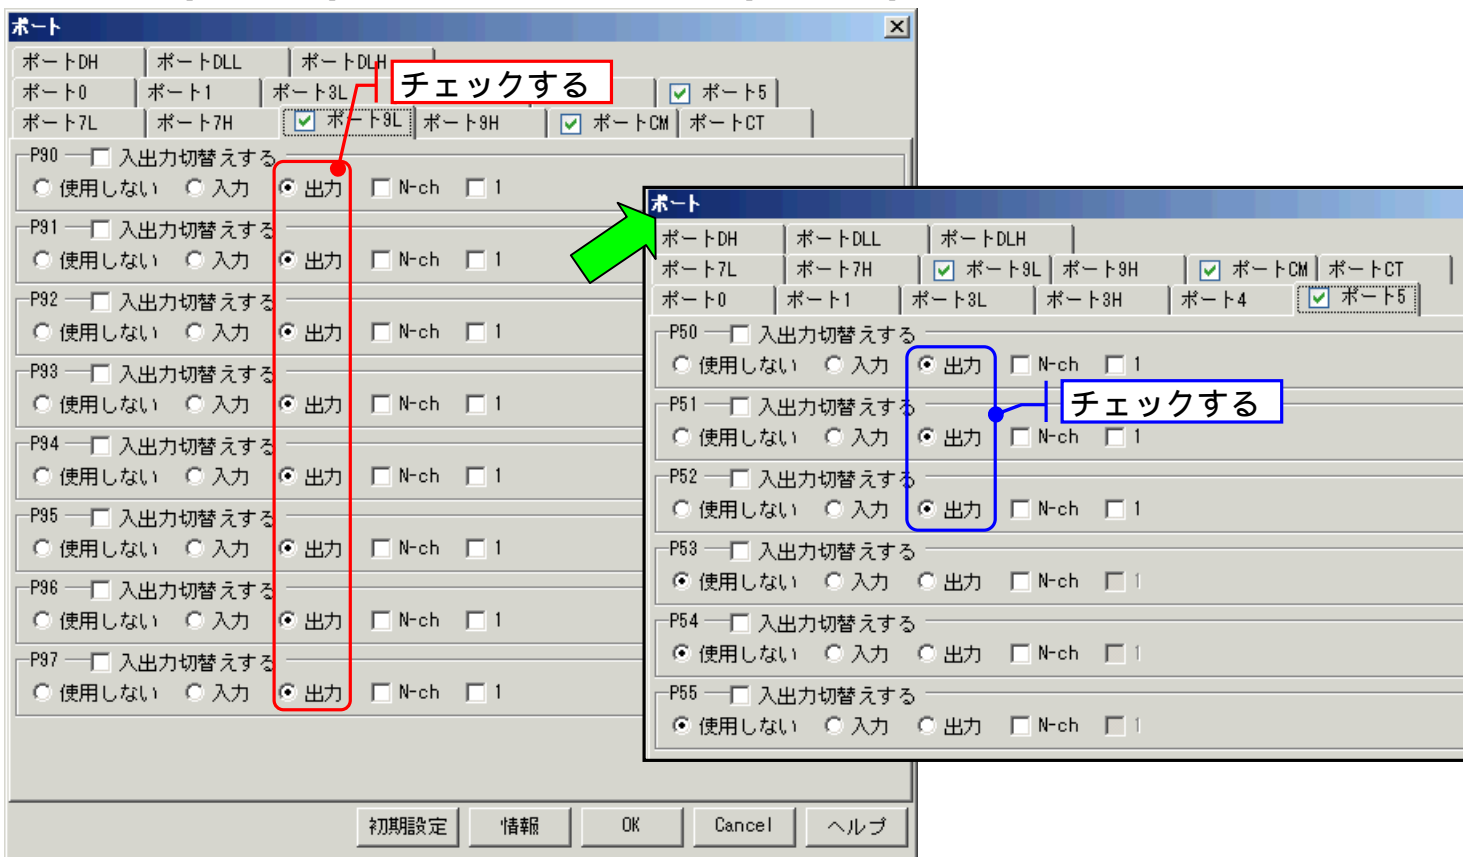 ポート
ポートDH ポートDLL ポートDLH
ポート0 ポート1 ポート3L ポート5
チェックする
ポート7L ポート7H ポート9L ポート9H ポートCM ポートCT
P90 入出力切替えする
使用しない 入力 出力 N-ch 1
P91 入出力切替えする
使用しない 入力 出力 N-ch 1
P92 入出力切替えする
使用しない 入力 出力 N-ch 1
P93 入出力切替えする
使用しない 入力 出力 N-ch 1
P94 入出力切替えする
使用しない 入力 出力 N-ch 1
P95 入出力切替えする
使用しない 入力 出力 N-ch 1
P96 入出力切替えする
使用しない 入力 出力 N-ch 1
P97 入出力切替えする
使用しない 入力 出力 N-ch 1
初期設定 情報 OK Cancel ヘルプ
ポート
ポートDH ポートDLL ポートDLH
ポート7L ポート7H ポート9L ポート9H ポートCM ポートCT
ポート0 ポート1 ポート3L ポート3H ポート4 ポート5
P50 入出力切替えする
使用しない 入力 出力 N-ch 1
P51 入出力切替えする
チェックする
使用しない 入力 出力 N-ch 1
P52 入出力切替えする
使用しない 入力 出力 N-ch 1
P53 入出力切替えする
使用しない 入力 出力 N-ch 1
P54 入出力切替えする
使用しない 入力 出力 N-ch 1
P55 入出力切替えする
使用しない 入力 出力 N-ch 1